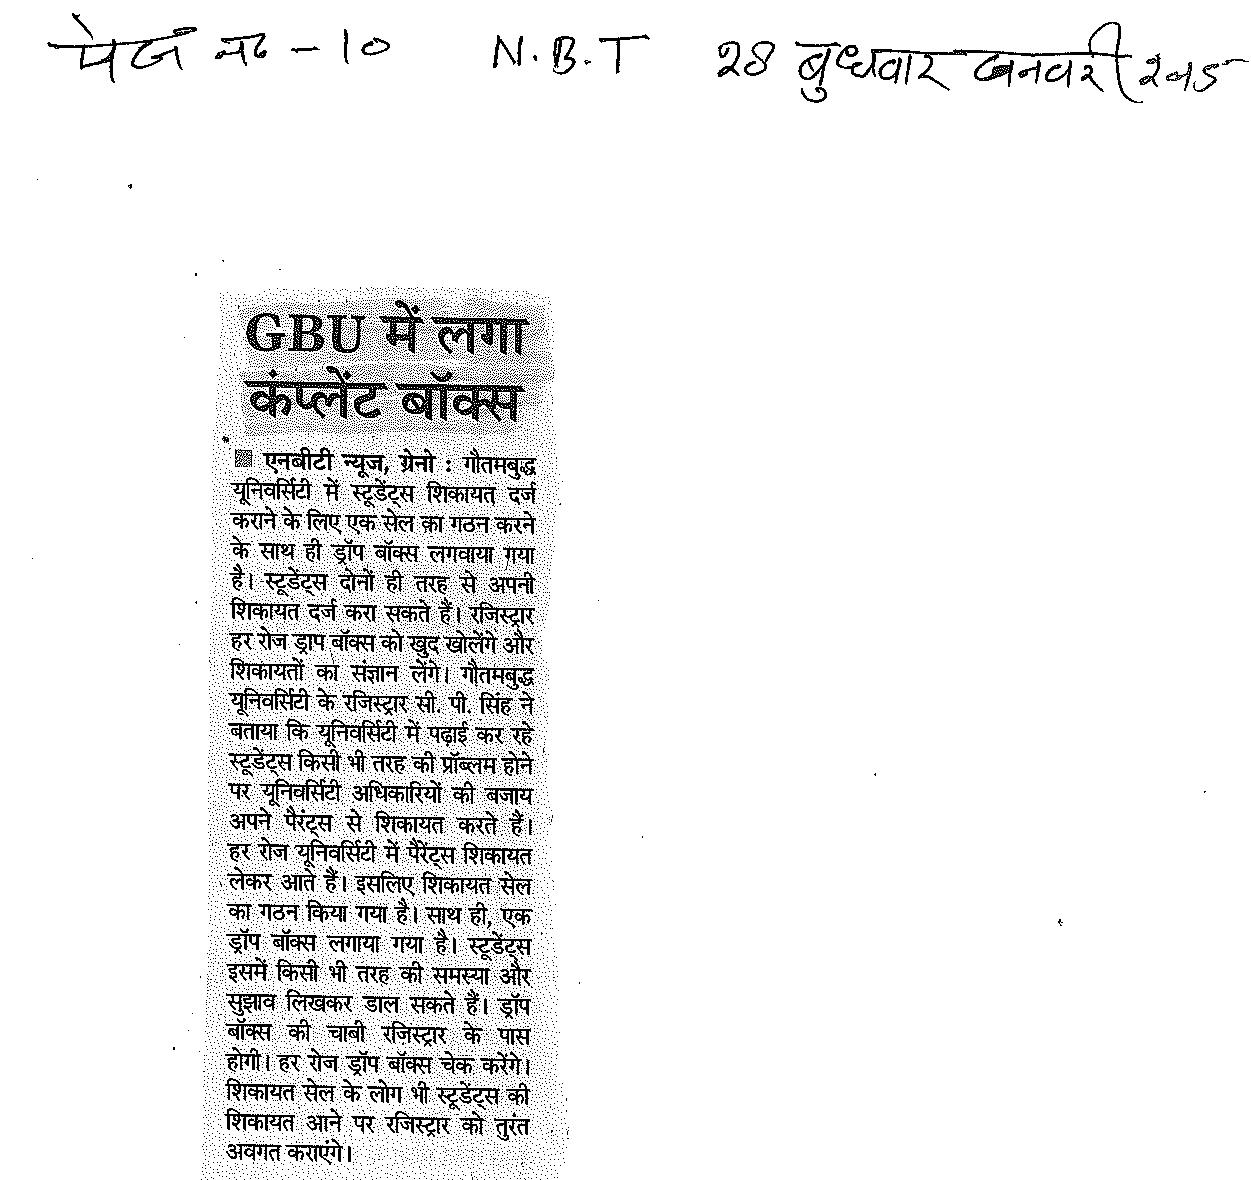 पेज नं -10 N.B.T 28 बुधवार जनवरी २०१५
GBU में लगा
कंप्लेंट बॉक्स
एनबीटी न्यूज, ग्रेनो : गौतमबुद्ध
यूनिवर्सिटी में स्टूडेंट्स शिकायत दर्ज
कराने के लिए एक सेल का गठन करने
के साथ ही ड्रॉप बॉक्स लगवाया गया
है। स्टूडेंट्स दोनों ही तरह से अपनी
शिकायत दर्ज करा सकते हैं। रजिस्ट्रार
हर रोज ड्राप बॉक्स को खुद खोलेंगे और
शिकायतों का संज्ञान लेंगे। गौतमबुद्ध
यूनिवर्सिटी के रजिस्ट्रार सी. पी. सिंह ने
बताया कि यूनिवर्सिटी में पढ़ाई कर रहे
स्टूडेंट्स किसी भी तरह की प्रॉब्लम होने
पर यूनिवर्सिटी अधिकारियों की बजाय
अपने पैरंट्स से शिकायत करते हैं।
हर रोज यूनिवर्सिटी में पैरेंट्स शिकायत
लेकर आते हैं। इसलिए शिकायत सेल
का गठन किया गया है। साथ ही, एक
ड्रॉप बॉक्स लगाया गया है। स्टूडेंट्स
इसमें किसी भी तरह की समस्या और
सुझाव लिखकर डाल सकते हैं। ड्रॉप
बॉक्स की चाबी रजिस्ट्रार के पास
होगी। हर रोज ड्रॉप बॉक्स चेक करेंगे।
शिकायत सेल के लोग भी स्टूडेंट्स की
शिकायत आने पर रजिस्ट्रार को तुरंत
अवगत कराएंगे।